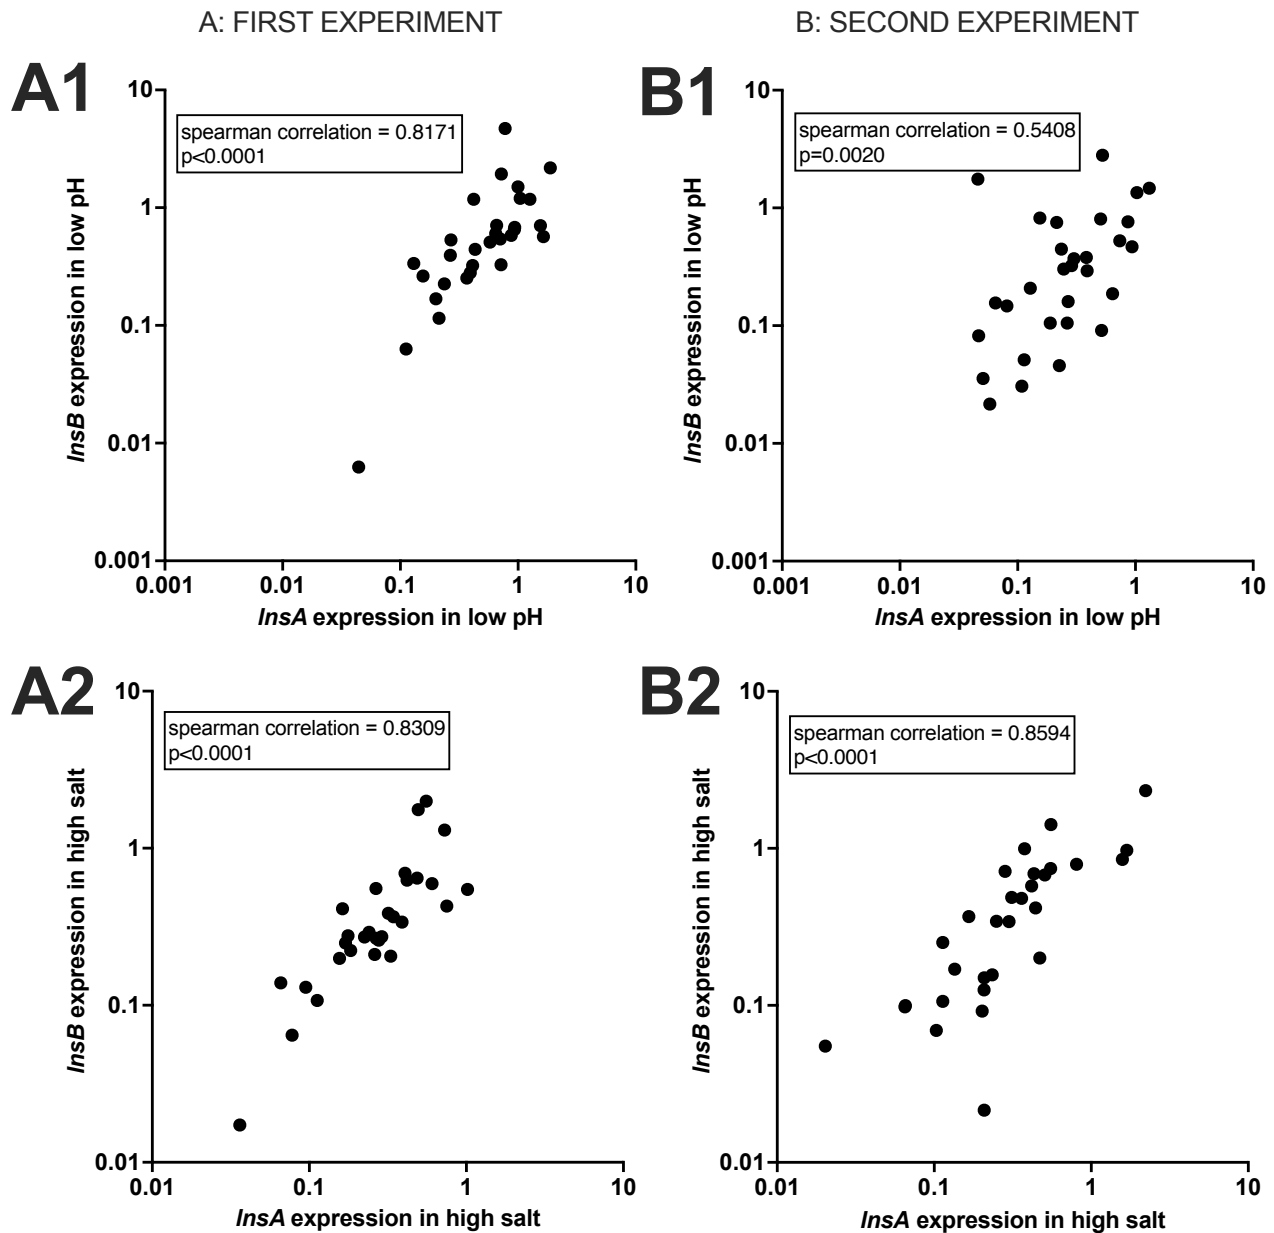 A: FIRST EXPERIMENT
B: SECOND EXPERIMENT
A1
spearman correlation = 0.8171
p<0.0001
10
1
0.1
0.01
0.001
InsB expression in low pH
0.001
0.01
0.1
1
10
InsA expression in low pH
B1
spearman correlation = 0.5408
p=0.0020
10
1
0.1
0.01
0.001
InsB expression in low pH
0.001
0.01
0.1
1
10
InsA expression in low pH
A2
spearman correlation = 0.8309
p<0.0001
10
1
0.1
0.01
InsB expression in high salt
0.01
0.1
1
10
InsA expression in high salt
B2
spearman correlation = 0.8594
p<0.0001
10
1
0.1
0.01
InsB expression in high salt
0.01
0.1
1
10
InsA expression in high salt